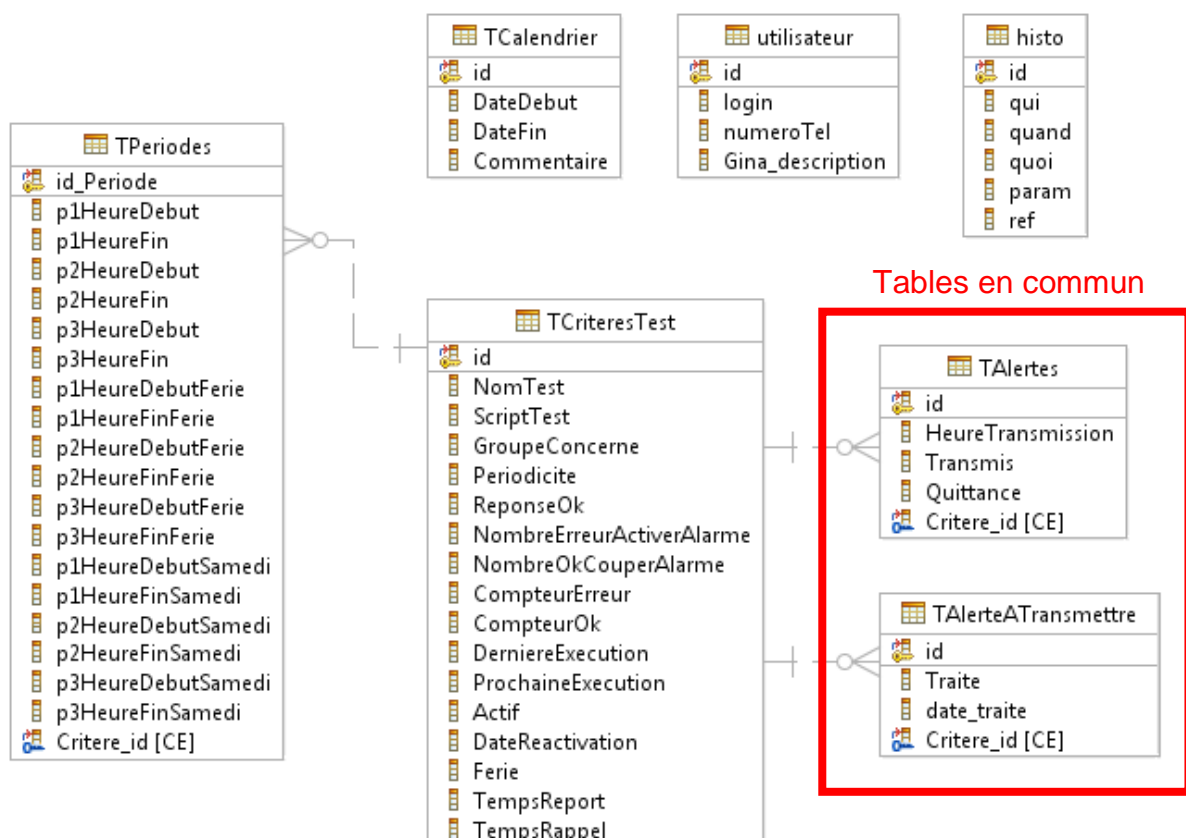 TCalendrier
id
DateDebut
DateFin
Commentaire
utilisateur
id
login
numeroTel
Gina_description
histo
id
qui
quand
quoi
param
ref
TPeriodes
id_Periode
p1HeureDebut
p1HeureFin
p2HeureDebut
p2HeureFin
p3HeureDebut
p3HeureFin
p1HeureDebutFerie
p1HeureFinFerie
p2HeureDebutFerie
p2HeureFinFerie
p3HeureDebutFerie
p3HeureFinFerie
p1HeureDebutSamedi
p1HeureFinSamedi
p2HeureDebutSamedi
p2HeureFinSamedi
p3HeureDebutSamedi
p3HeureFinSamedi
Critere_id [CE]
TCriteresTest
id
NomTest
ScriptTest
GroupeConcerne
Periodicite
ReponseOk
NombreErreurActiverAlarme
NombreOkCouperAlarme
CompteurErreur
CompteurOk
DerniereExecution
ProchaineExecution
Actif
DateReactivation
Ferie
TempsReport
TempsRappel
Tables en commun
TAlertes
id
HeureTransmission
Transmis
Quittance
Critere_id [CE]
TAlerteATransmettre
id
Traite
date_traite
Critere_id [CE]